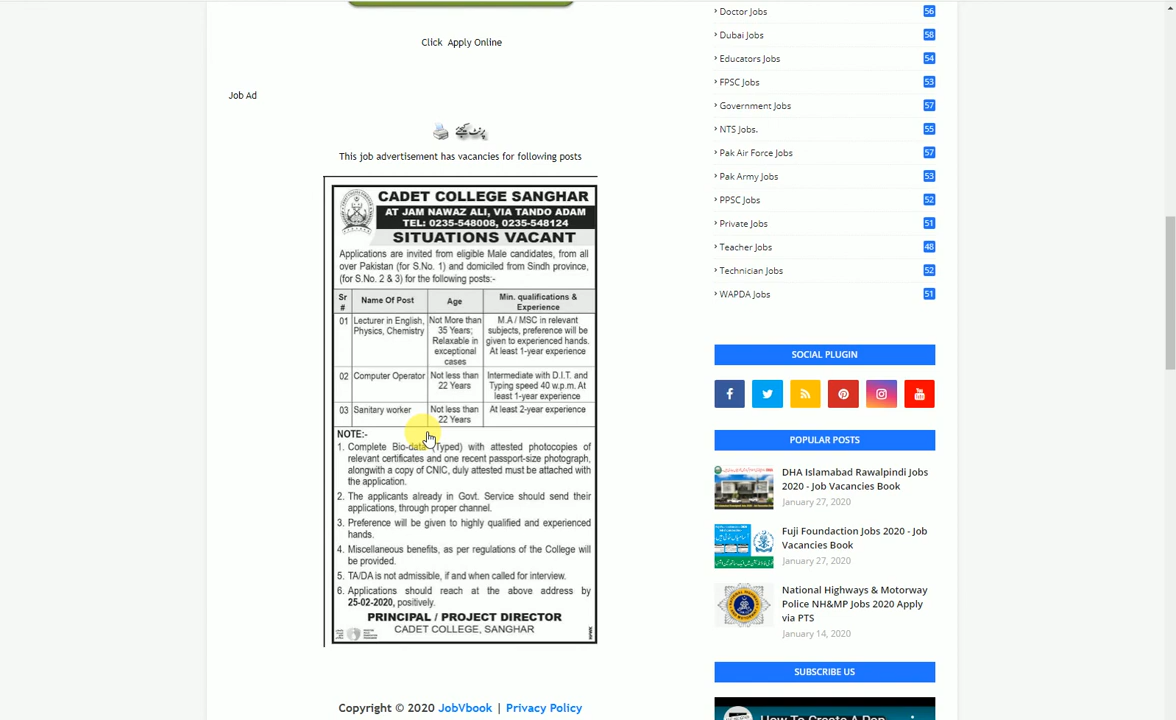 Click Apply Online
Job Ad
پرنٹ کیجئے
This job advertisement has vacancies for following posts
CADET COLLEGE SANGHAR
AT JAM NAWAZ ALI, VIA TANDO ADAM
TEL: 0235-548008, 0235-548124
SITUATIONS VACANT
Applications are invited from eligible Male candidates, from all
over Pakistan (for S.No. 1) and domiciled from Sindh province,
(for S.No. 2 & 3) for the following posts:-
Sr # Name Of Post Age Min. qualifications & Experience
01 Lecturer in English, Physics, Chemistry Not More than 35 Years; Relaxable in exceptional cases M.A / MSC in relevant subjects, preference will be given to experienced hands. At least 1-year experience
02 Computer Operator Not less than 22 Years Intermediate with D.I.T. and Typing speed 40 w.p.m. At least 1-year experience
03 Sanitary worker Not less than 22 Years At least 2-year experience
NOTE:-
1. Complete Bio-data (Typed) with attested photocopies of
relevant certificates and one recent passport-size photograph,
alongwith a copy of CNIC, duly attested must be attached with
the application.
2. The applicants already in Govt. Service should send their
applications, through proper channel.
3. Preference will be given to highly qualified and experienced
hands.
4. Miscellaneous benefits, as per regulations of the College will
be provided.
5. TA/DA is not admissible, if and when called for interview.
6. Applications should reach at the above address by
25-02-2020, positively.
PRINCIPAL / PROJECT DIRECTOR
CADET COLLEGE, SANGHAR
Copyright © 2020 JobVbook | Privacy Policy
Doctor Jobs 56
Dubai Jobs 58
Educators Jobs 54
FPSC Jobs 53
Government Jobs 57
NTS Jobs. 55
Pak Air Force Jobs 57
Pak Army Jobs 53
PPSC Jobs 52
Private Jobs 51
Teacher Jobs 48
Technician Jobs 52
WAPDA Jobs 51
SOCIAL PLUGIN
POPULAR POSTS
DHA Islamabad Rawalpindi Jobs
2020 - Job Vacancies Book
January 27, 2020
Fuji Foundaction Jobs 2020 - Job
Vacancies Book
January 27, 2020
National Highways & Motorway
Police NH&MP Jobs 2020 Apply
via PTS
January 14, 2020
SUBSCRIBE US
How To Create A Pop